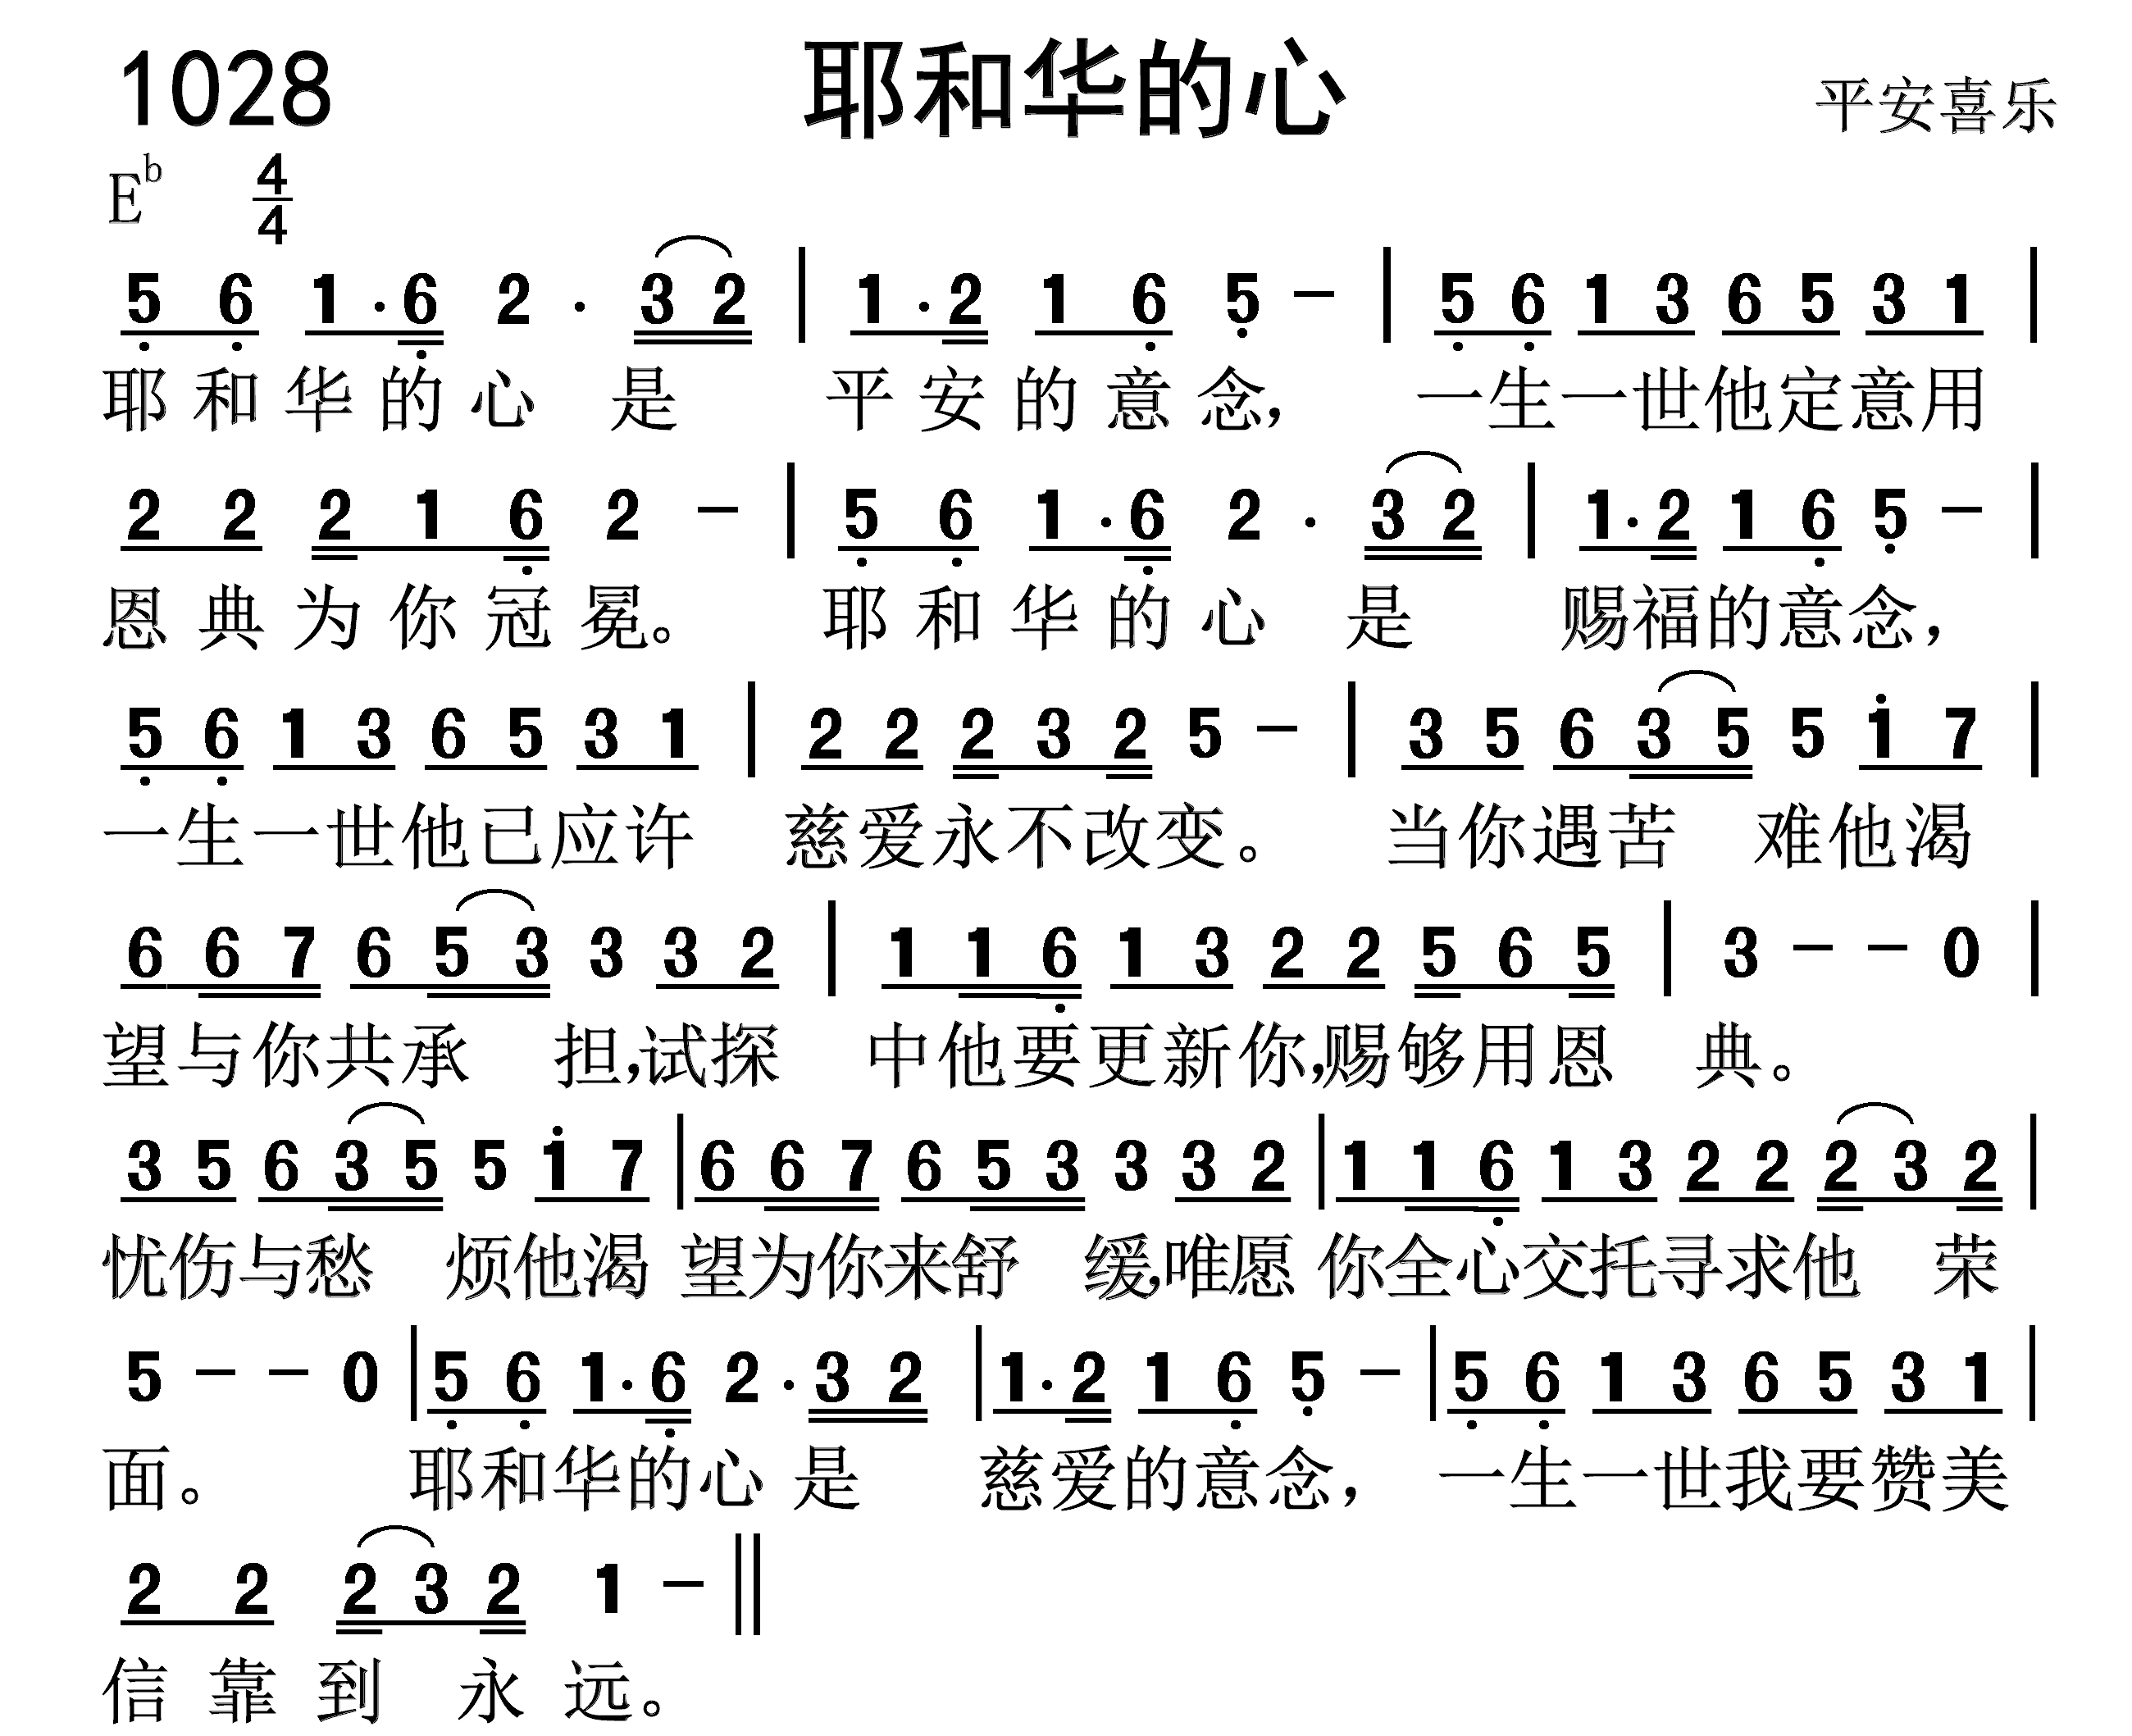 1028 耶和华的心 平安喜乐
E♭ 4/4
5̣ 6̣ 1·6̣ 2· 3 2 | 1·2 1 6̣ 5̣ – | 5̣ 6̣ 1 3 6 5 3 1 |
耶和华的心 是 平安的意念, 一生一世他定意用
2 2 2 1 6̣ 2 – | 5̣ 6̣ 1·6̣ 2· 3 2 | 1·2 1 6̣ 5̣ – |
恩典为你冠冕。 耶和华的心 是 赐福的意念,
5̣ 6̣ 1 3 6 5 3 1 | 2 2 2 3 2 5 – | 3 5 6 3 5 5 1̇ 7 |
一生一世他已应许 慈爱永不改变。 当你遇苦 难他渴
6 6 7 6 5 3 3 3 2 | 1 1 6̣ 1 3 2 2 5 6 5 | 3 – – 0 |
望与你共承 担,试探 中他要更新你,赐够用恩 典。
3 5 6 3 5 5 1̇ 7 | 6 6 7 6 5 3 3 3 2 | 1 1 6̣ 1 3 2 2 2 3 2 |
忧伤与愁 烦他渴 望为你来舒 缓,唯愿 你全心交托寻求他 荣
5 – – 0 | 5̣ 6̣ 1·6̣ 2·3 2 | 1·2 1 6̣ 5̣ – | 5̣ 6̣ 1 3 6 5 3 1 |
面。 耶和华的心 是 慈爱的意念, 一生一世我要赞美
2 2 2 3 2 1 – ‖
信靠到 永远。